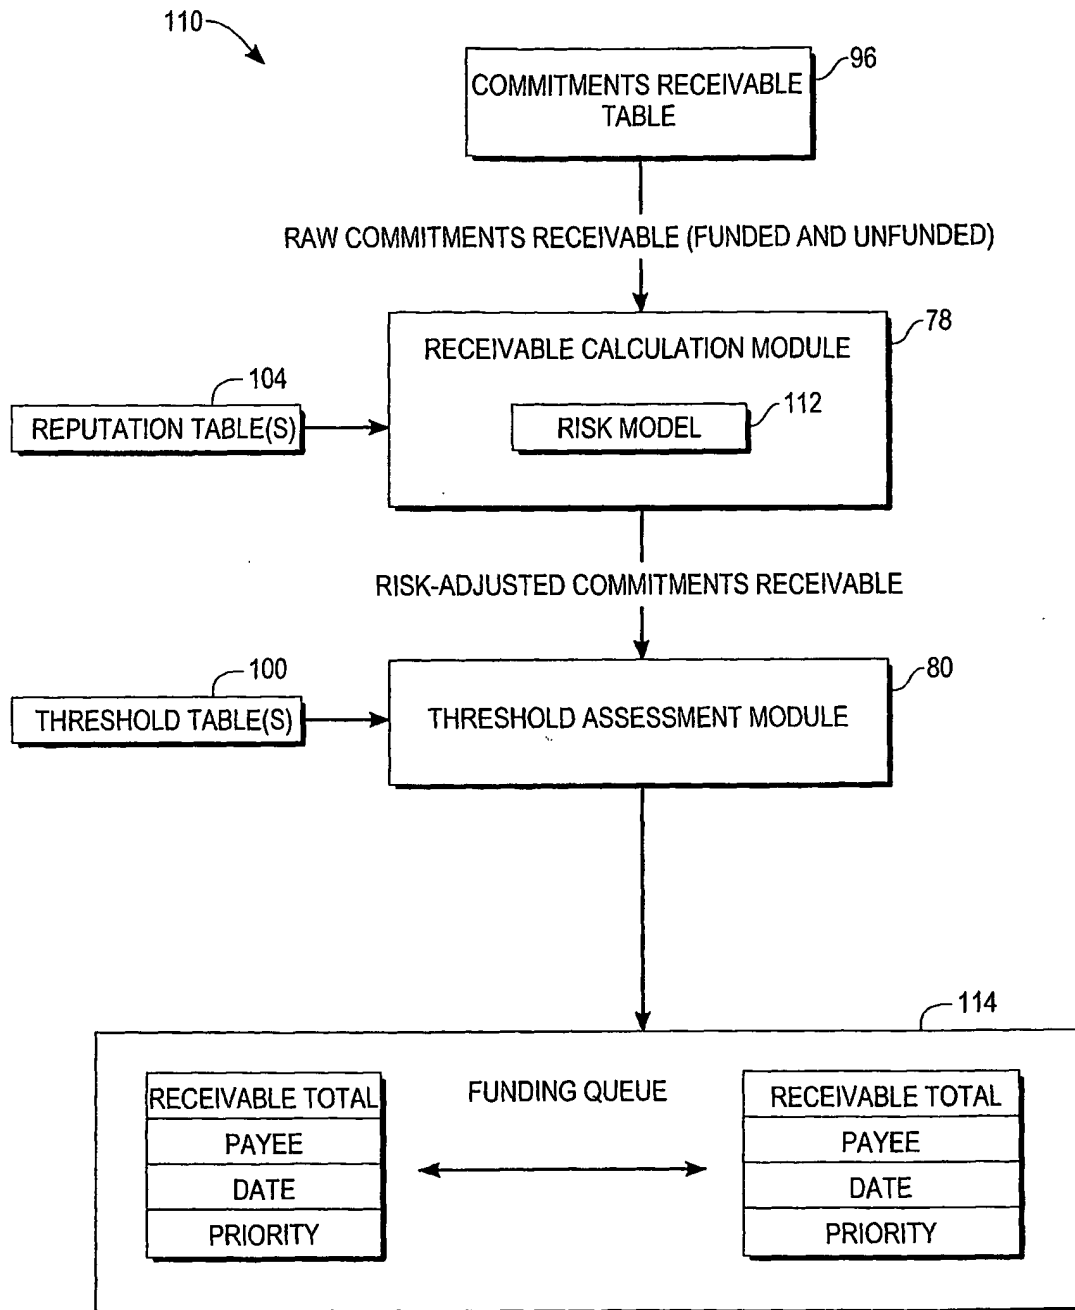 110
96
COMMITMENTS RECEIVABLE
TABLE
RAW COMMITMENTS RECEIVABLE (FUNDED AND UNFUNDED)
78
RECEIVABLE CALCULATION MODULE
104
REPUTATION TABLE(S)
112
RISK MODEL
RISK-ADJUSTED COMMITMENTS RECEIVABLE
100
THRESHOLD TABLE(S)
80
THRESHOLD ASSESSMENT MODULE
114
FUNDING QUEUE
RECEIVABLE TOTAL
PAYEE
DATE
PRIORITY
RECEIVABLE TOTAL
PAYEE
DATE
PRIORITY